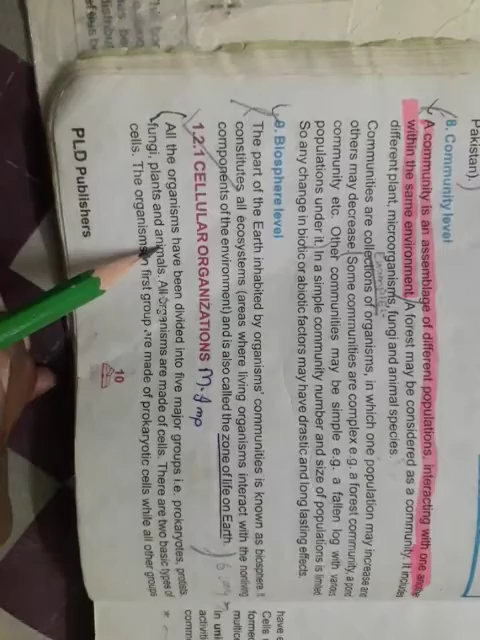 Pakistan).
8. Community level
A community is an assemblage of different populations, interacting with one another
within the same environment. A forest may be considered as a community. It includes
different plant, microorganisms, fungi and animal species.
Communities are collections of organisms, in which one population may increase and
others may decrease. Some communities are complex e.g. a forest community, a pond
community etc. Other communities may be simple e.g. a fallen log with various
populations under it. In a simple community number and size of populations is limited
So any change in biotic or abiotic factors may have drastic and long lasting effects.
9. Biosphere level
The part of the Earth inhabited by organisms' communities is known as biosphere. It
constitutes all ecosystems (areas where living organisms interact with the nonliving
components of the environment) and is also called the zone of life on Earth
1.2.1 CELLULAR ORGANIZATIONS M. Imp
All the organisms have been divided into five major groups i.e. prokaryotes, protists
fungi, plants and animals. All organisms are made of cells. There are two basic types of
cells. The organisms in first group are made of prokaryotic cells while all other groups
PLD Publishers
10
have
Cells
forme
In uni
multic
activit
comm